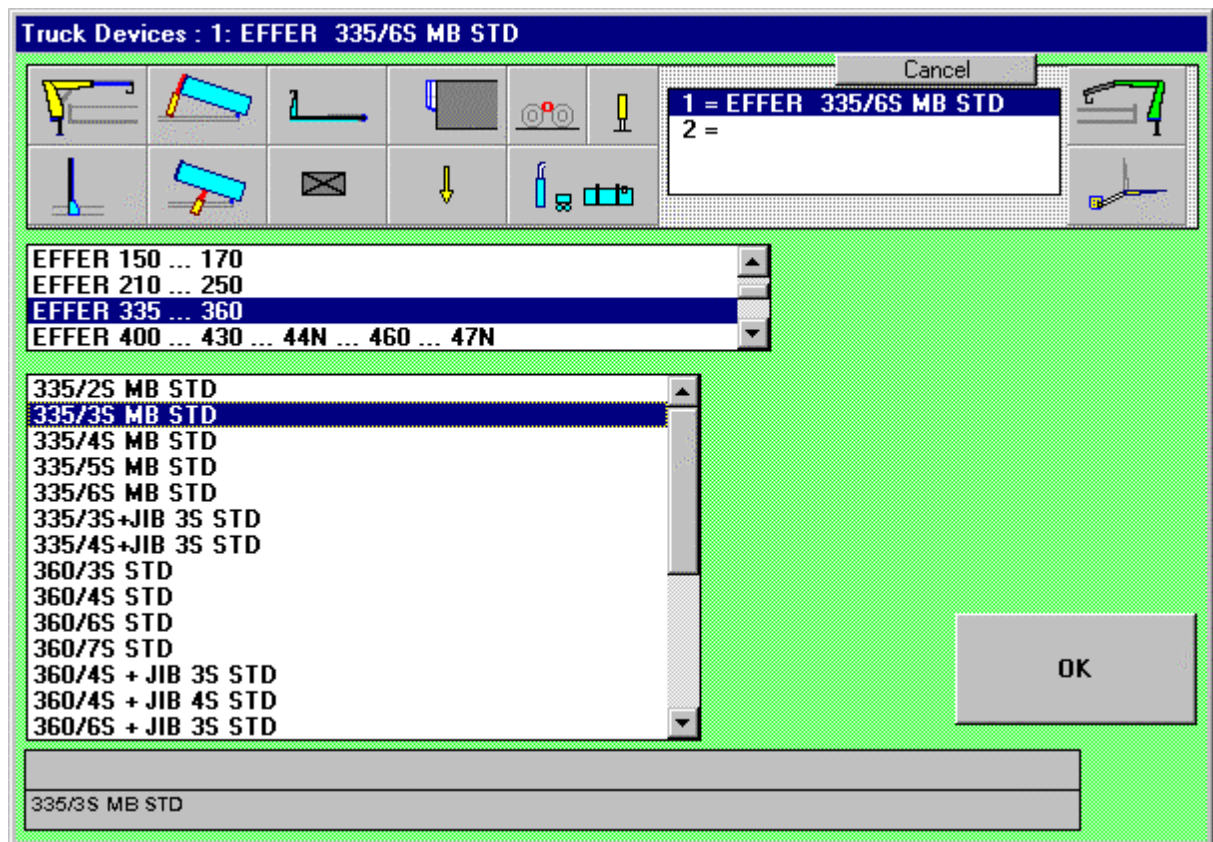 Truck Devices : 1: EFFER  335/6S MB STD
Cancel
1 = EFFER  335/6S MB STD
2 =
EFFER 150 ... 170
EFFER 210 ... 250
EFFER 335 ... 360
EFFER 400 ... 430 ... 44N ... 460 ... 47N
335/2S MB STD
335/3S MB STD
335/4S MB STD
335/5S MB STD
335/6S MB STD
335/3S+JIB 3S STD
335/4S+JIB 3S STD
360/3S STD
360/4S STD
360/6S STD
360/7S STD
360/4S + JIB 3S STD
360/4S + JIB 4S STD
360/6S + JIB 3S STD
OK
335/3S MB STD